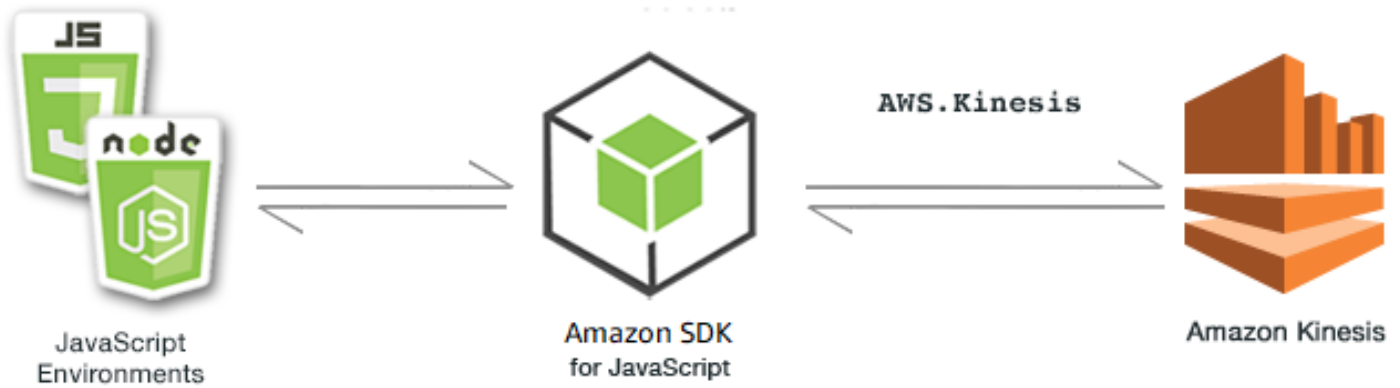 JS
node
JS
JavaScript
Environments
Amazon SDK
for JavaScript
AWS.Kinesis
Amazon Kinesis